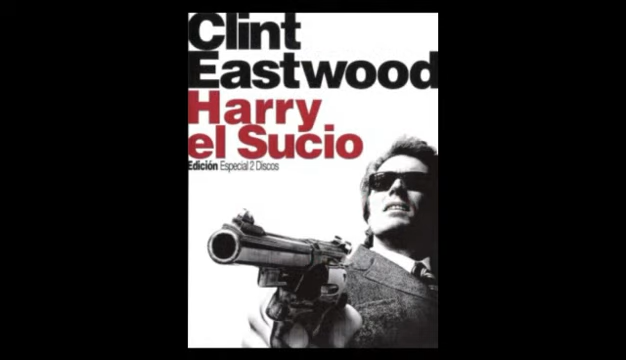 Clint
Eastwood
Harry
el Sucio
Edición Especial 2 Discos